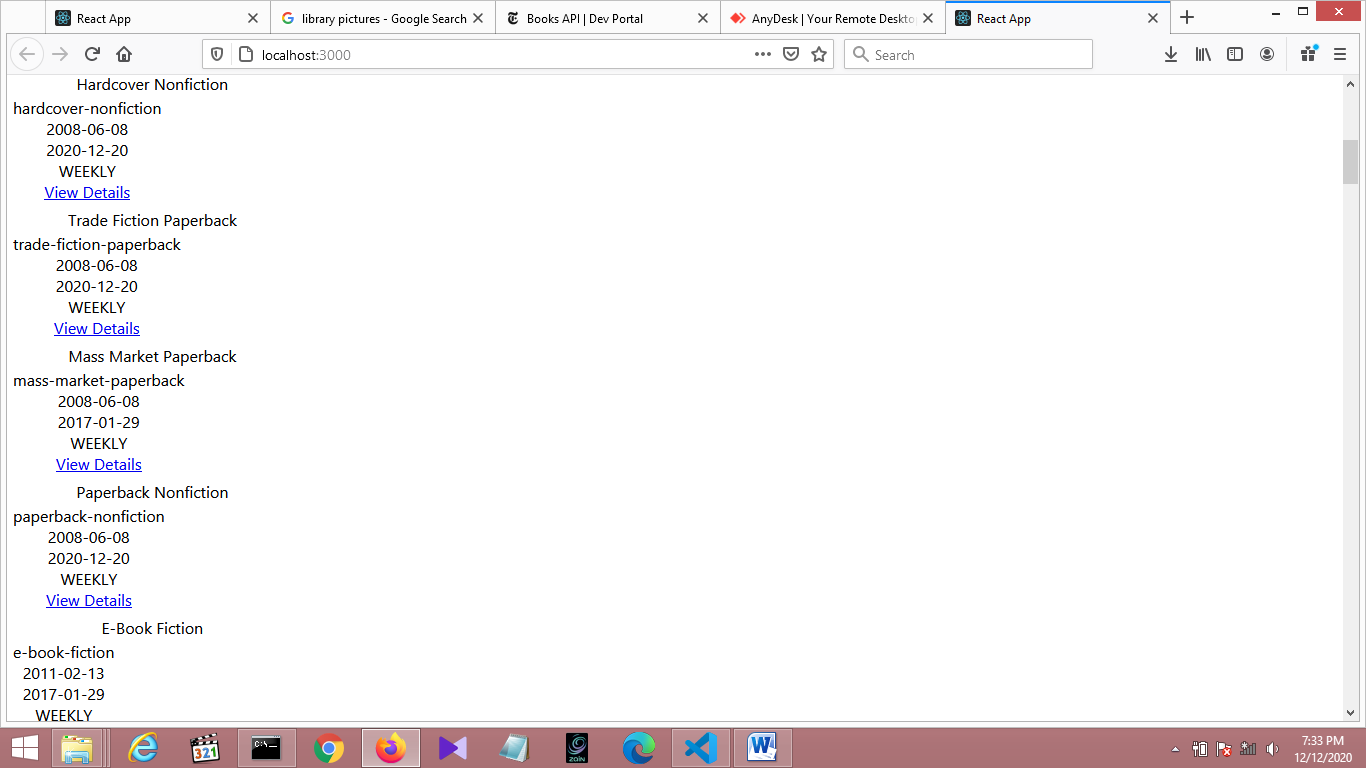 React App
library pictures - Google Search
Books API | Dev Portal
AnyDesk | Your Remote Deskto
React App
localhost:3000
Search
Hardcover Nonfiction
hardcover-nonfiction
2008-06-08
2020-12-20
WEEKLY
View Details
Trade Fiction Paperback
trade-fiction-paperback
2008-06-08
2020-12-20
WEEKLY
View Details
Mass Market Paperback
mass-market-paperback
2008-06-08
2017-01-29
WEEKLY
View Details
Paperback Nonfiction
paperback-nonfiction
2008-06-08
2020-12-20
WEEKLY
View Details
E-Book Fiction
e-book-fiction
2011-02-13
2017-01-29
WEEKLY
321
C:\.
zain
W
7:33 PM
12/12/2020